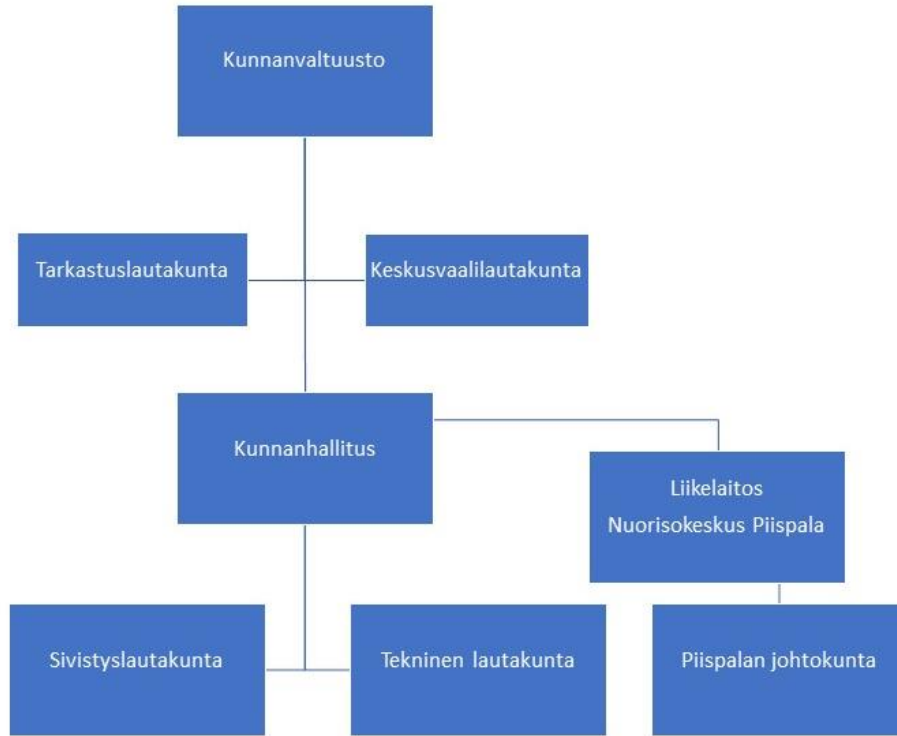 Kunnanvaltuusto
Tarkastuslautakunta
Keskusvaalilautakunta
Kunnanhallitus
Liikelaitos
Nuorisokeskus Piispala
Sivistyslautakunta
Tekninen lautakunta
Piispalan johtokunta